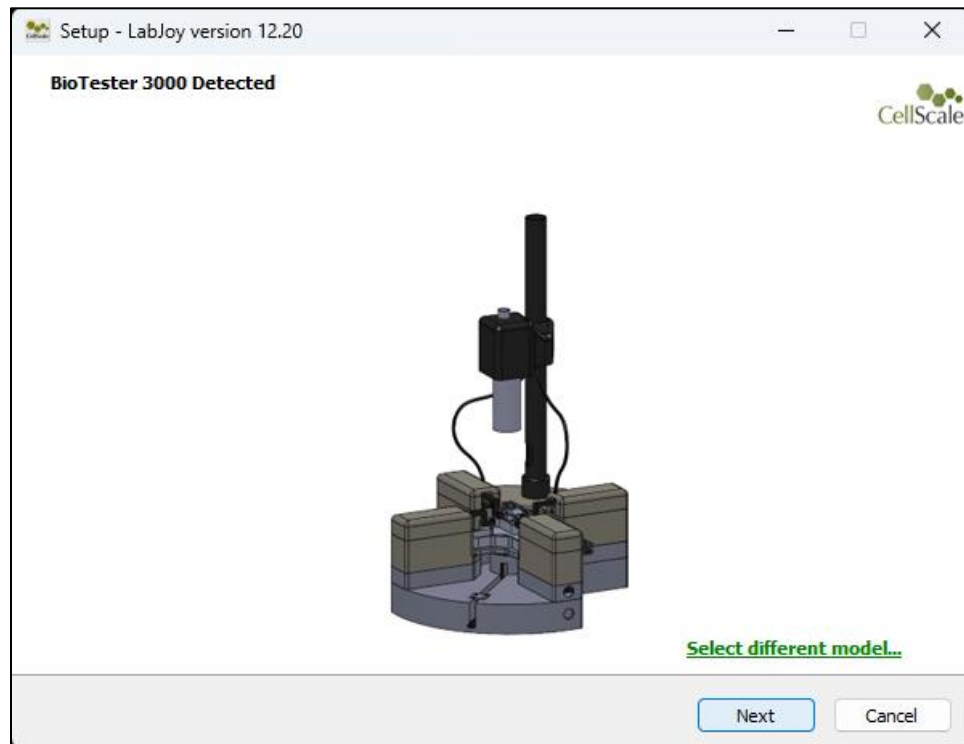 Setup - LabJoy version 12.20
BioTester 3000 Detected
CellScale
Select different model...
Next
Cancel